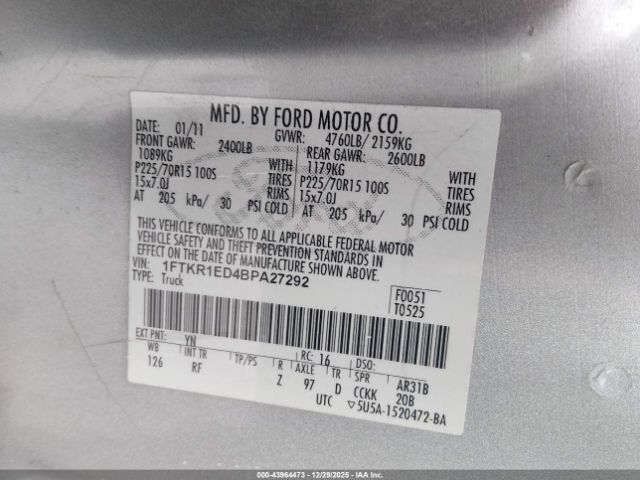 MFD. BY FORD MOTOR CO.
DATE: 01/11 GVWR: 4760LB/ 2159KG
FRONT GAWR: 2400LB REAR GAWR: 2600LB
1089KG WITH 1179KG WITH
P225/70R15 100S TIRES P225/70R15 100S TIRES
15x7.0J RIMS 15x7.0J RIMS
AT 205 kPa/ 30 PSI COLD AT 205 kPa/ 30 PSI COLD
THIS VEHICLE CONFORMS TO ALL APPLICABLE FEDERAL MOTOR
VEHICLE SAFETY AND THEFT PREVENTION STANDARDS IN
EFFECT ON THE DATE OF MANUFACTURE SHOWN ABOVE.
VIN: 1FTKR1ED4BPA27292
TYPE: Truck
F0051
T0525
EXT PNT: YN RC: 16 DSO:
WB INT TR TP/PS R AXLE TR SPR AR31B
126 RF Z 97 D CCKK 20B
UTC 5U5A-1520472-BA
© - 43964473 - 12/29/2025 - IAAI.CA